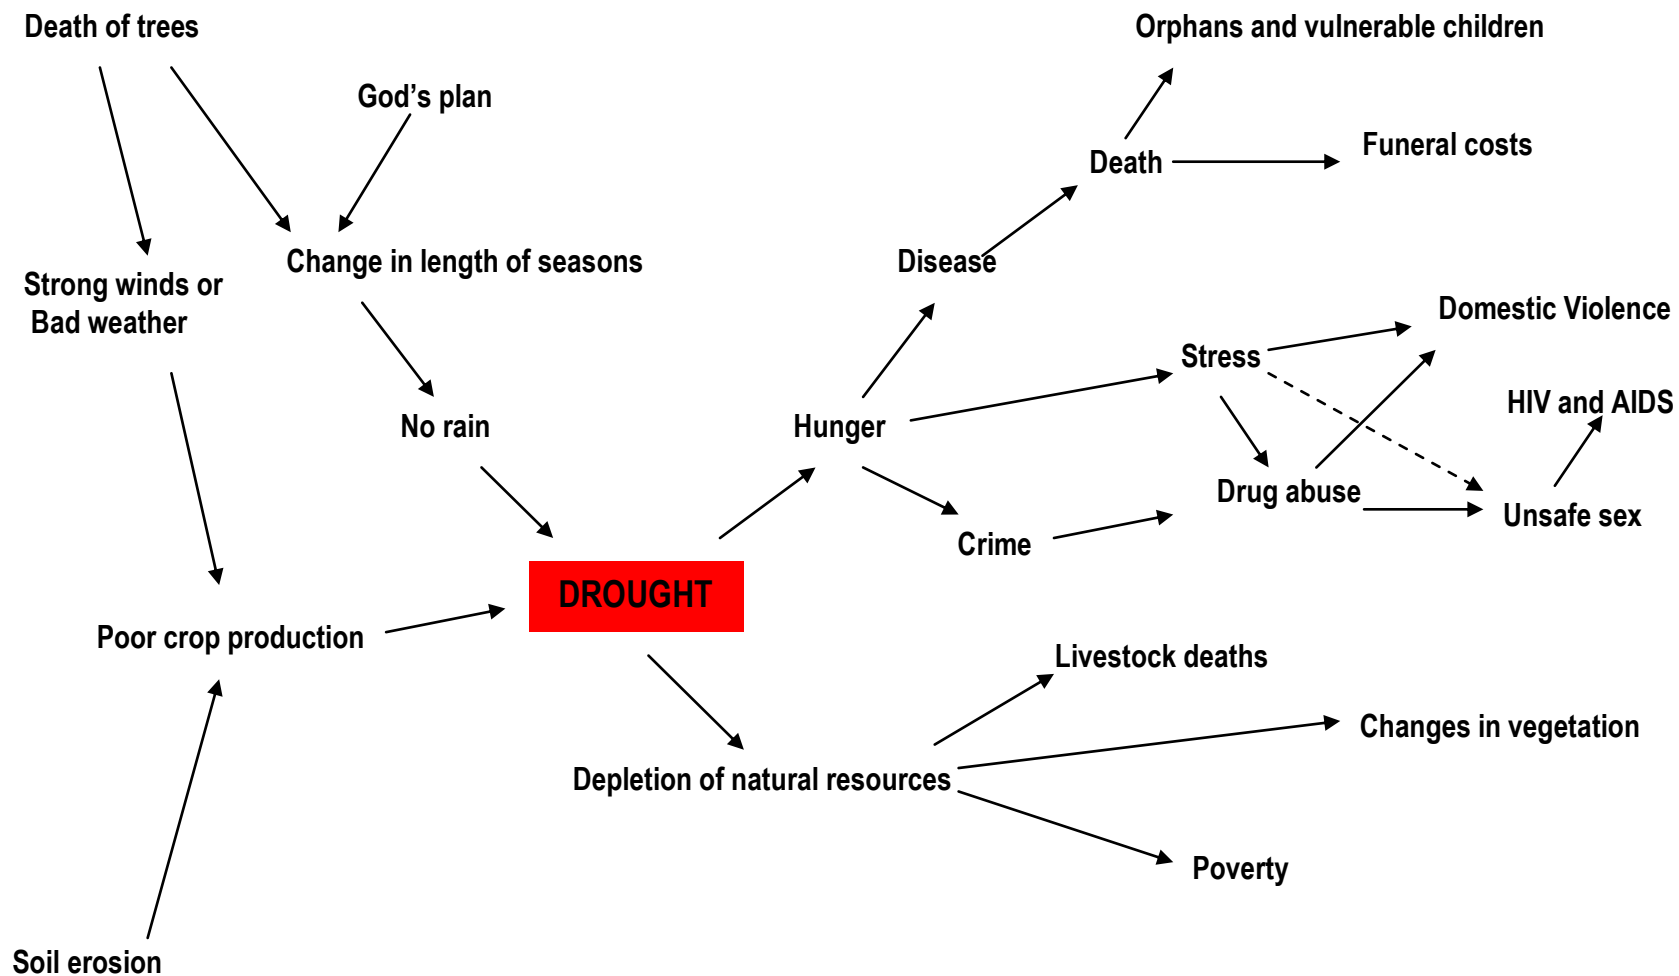 Death of trees
Orphans and vulnerable children
God’s plan
Funeral costs
Death
Change in length of seasons
Disease
Strong winds or
Bad weather
Domestic Violence
Stress
HIV and AIDS
No rain
Hunger
Drug abuse
Unsafe sex
Crime
DROUGHT
Poor crop production
Livestock deaths
Changes in vegetation
Depletion of natural resources
Poverty
Soil erosion